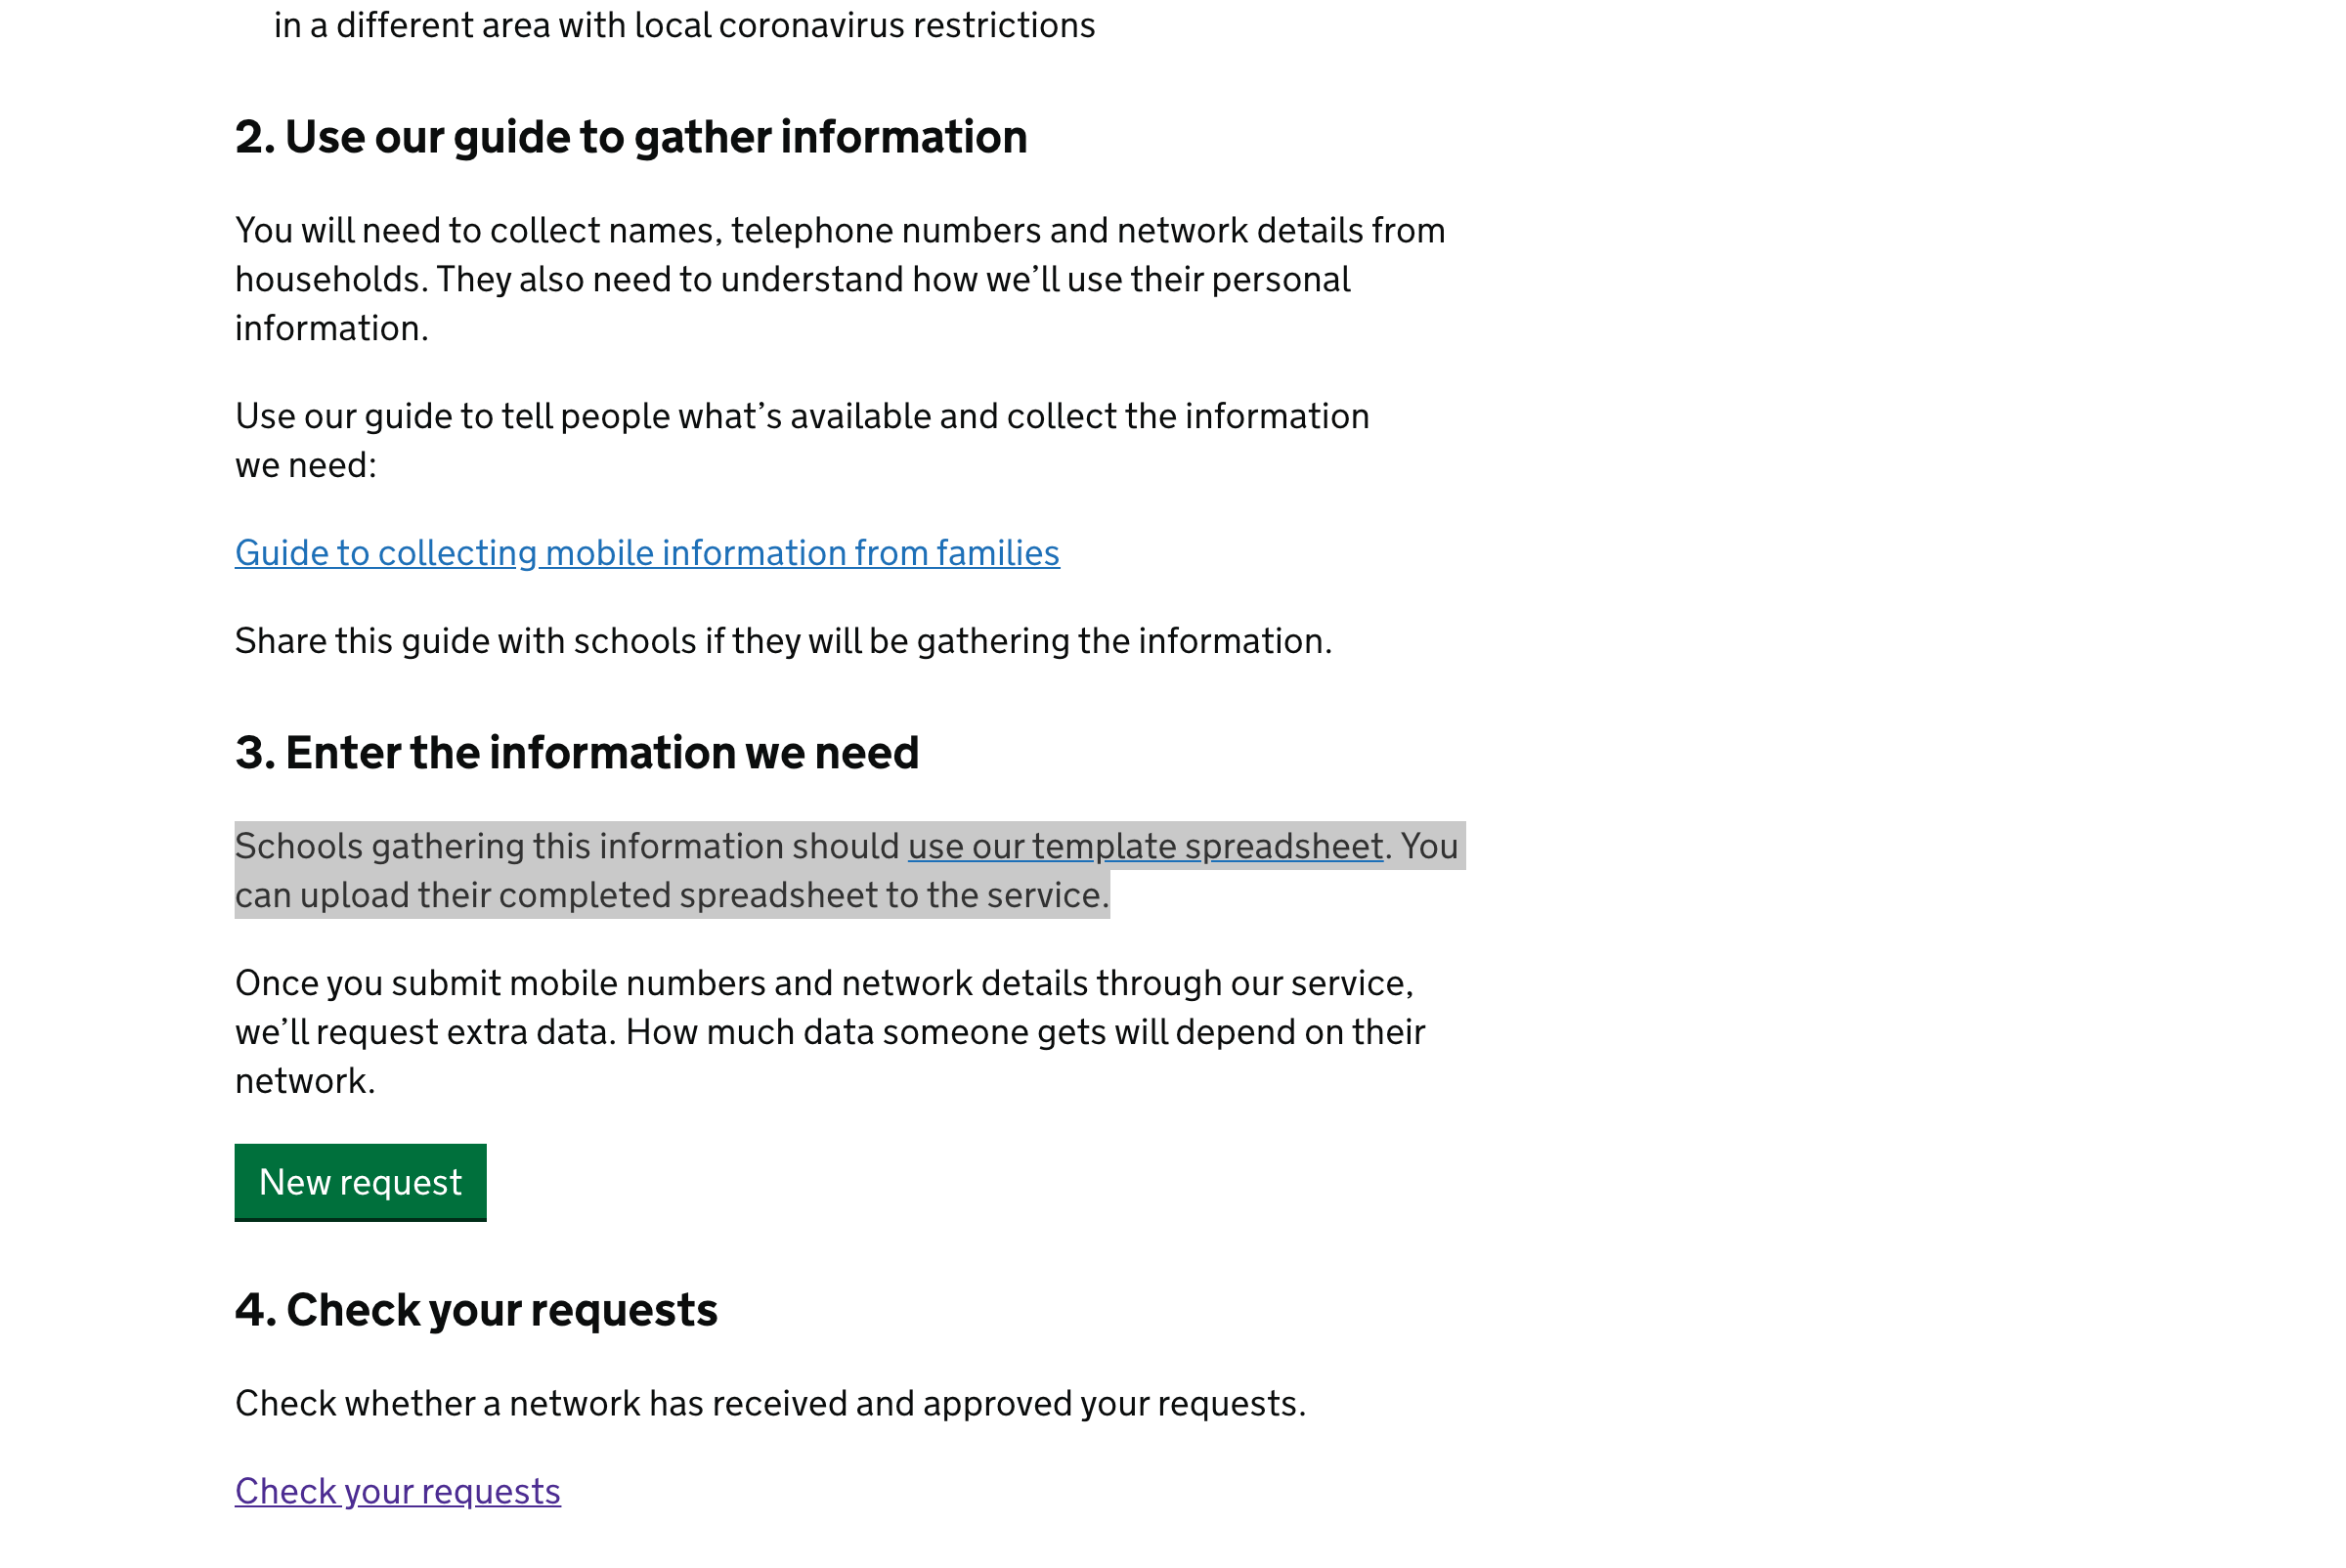 in a different area with local coronavirus restrictions
2. Use our guide to gather information
You will need to collect names, telephone numbers and network details from
households. They also need to understand how we’ll use their personal
information.
Use our guide to tell people what’s available and collect the information
we need:
Guide to collecting mobile information from families
Share this guide with schools if they will be gathering the information.
3. Enter the information we need
Schools gathering this information should use our template spreadsheet. You
can upload their completed spreadsheet to the service.
Once you submit mobile numbers and network details through our service,
we’ll request extra data. How much data someone gets will depend on their
network.
New request
4. Check your requests
Check whether a network has received and approved your requests.
Check your requests